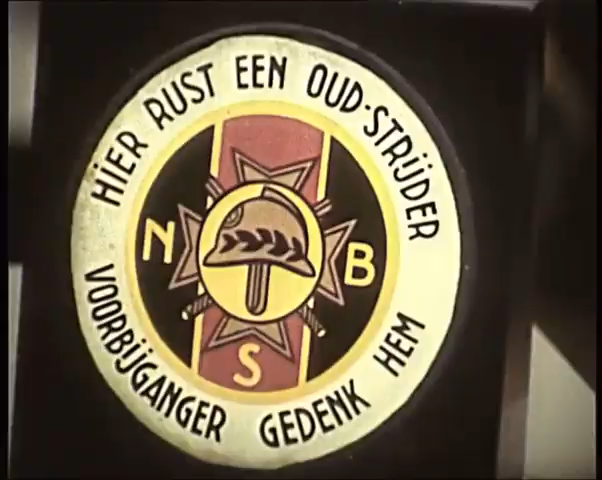 HIER RUST EEN OUD-STRIJDER
N B
S
VOORBIJGANGER GEDENK HEM